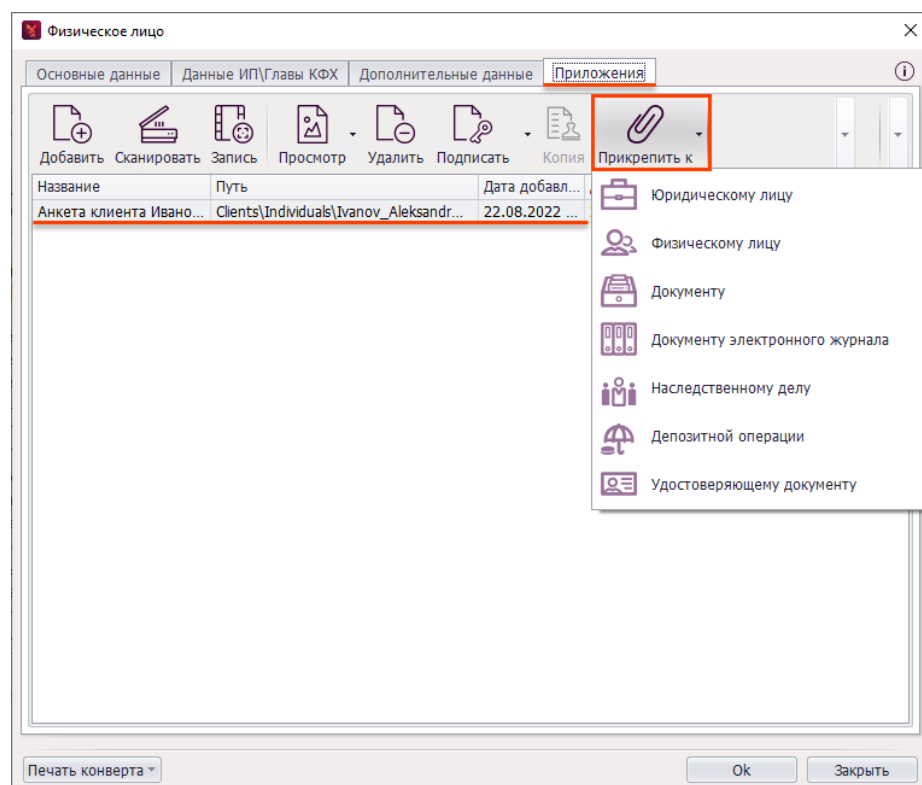 Физическое лицо
Основные данные Данные ИП\Главы КФХ Дополнительные данные Приложения
Добавить Сканировать Запись Просмотр Удалить Подписать Копия Прикрепить к
Название Путь Дата добавл...
Анкета клиента Ивано... Clients\Individuals\Ivanov_Aleksandr... 22.08.2022 ...
Юридическому лицу
Физическому лицу
Документу
Документу электронного журнала
Наследственному делу
Депозитной операции
Удостоверяющему документу
Печать конверта Ok Закрыть